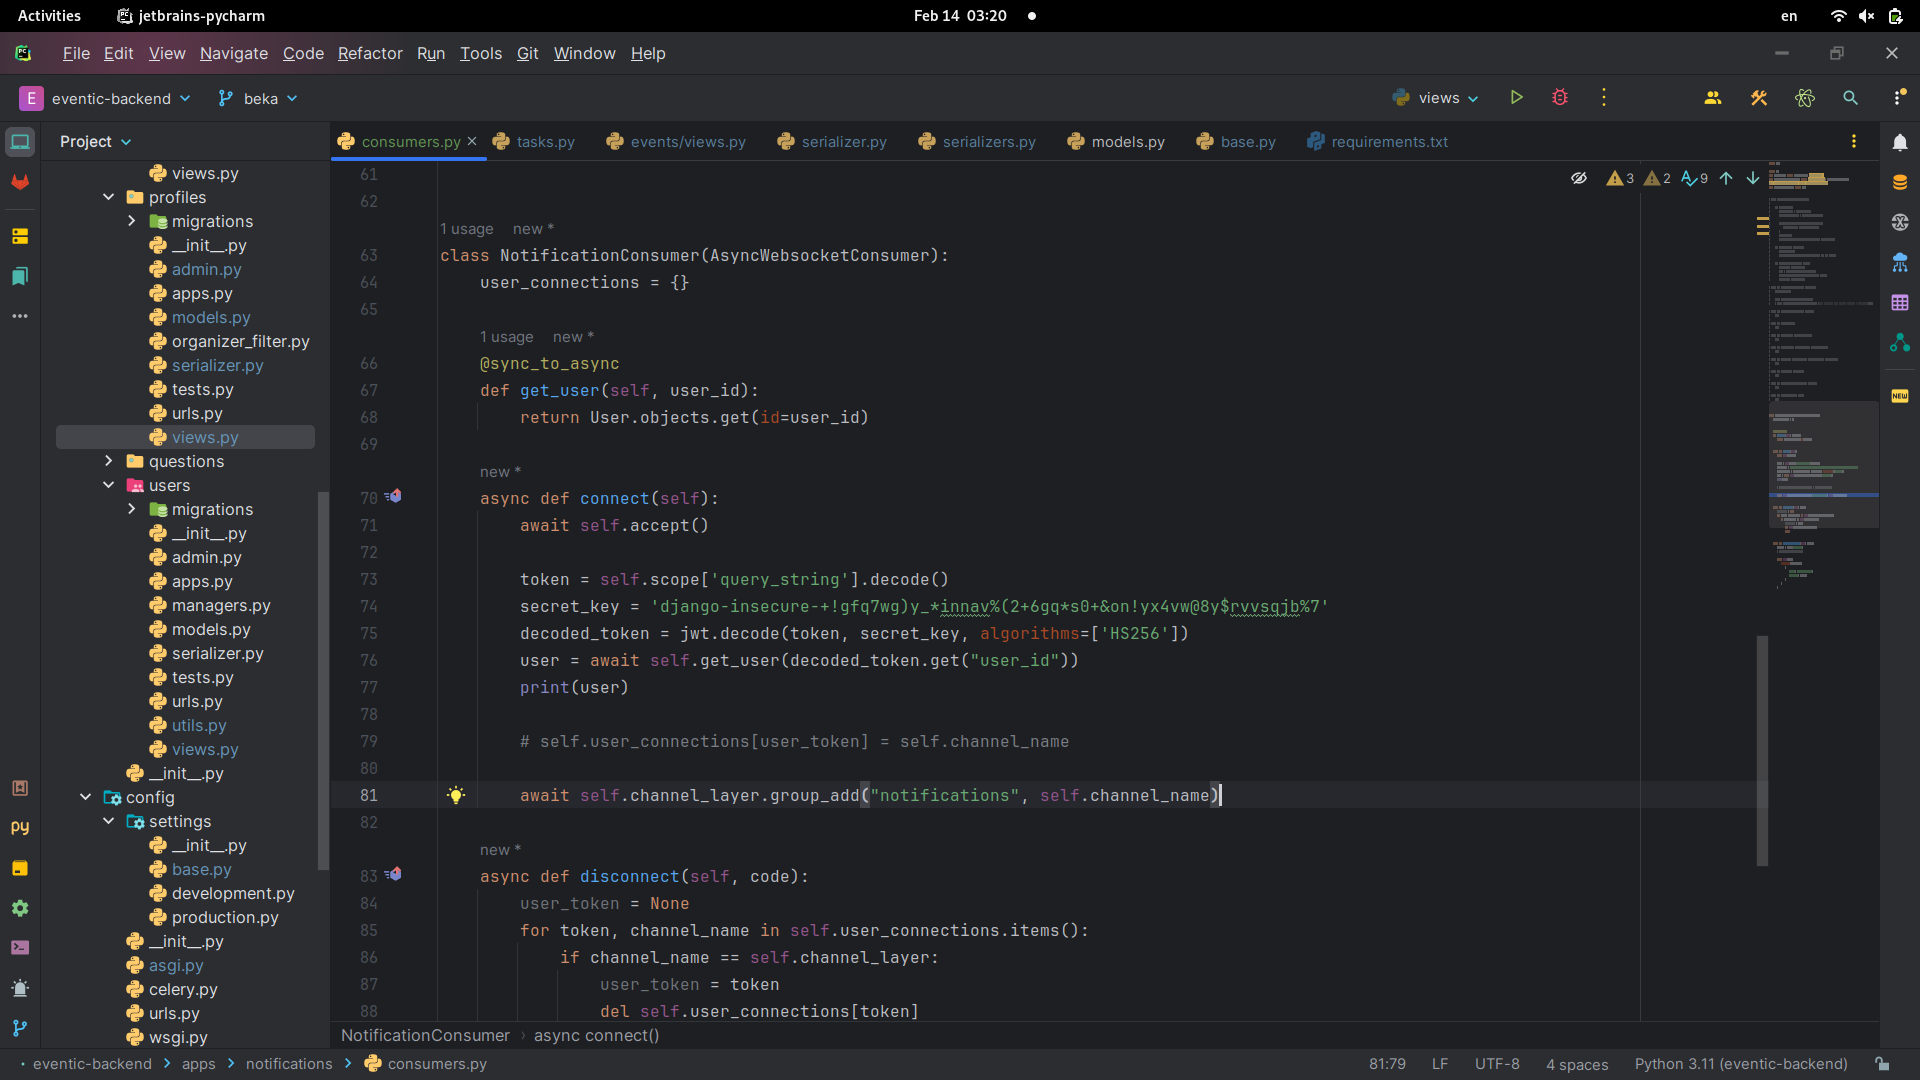 Activities
jetbrains-pycharm
Feb 14 03:20
en
File Edit View Navigate Code Refactor Run Tools Git Window Help
E eventic-backend
beka
views
Project
consumers.py
tasks.py
events/views.py
serializer.py
serializers.py
models.py
base.py
requirements.txt
views.py
profiles
migrations
__init__.py
admin.py
apps.py
models.py
organizer_filter.py
serializer.py
tests.py
urls.py
views.py
questions
users
migrations
__init__.py
admin.py
apps.py
managers.py
models.py
serializer.py
tests.py
urls.py
utils.py
views.py
__init__.py
config
settings
__init__.py
base.py
development.py
production.py
__init__.py
asgi.py
celery.py
urls.py
wsgi.py
3 2 9
61
62
1 usage new *
63 class NotificationConsumer(AsyncWebsocketConsumer):
64 user_connections = {}
65
1 usage new *
66 @sync_to_async
67 def get_user(self, user_id):
68 return User.objects.get(id=user_id)
69
new *
70 async def connect(self):
71 await self.accept()
72
73 token = self.scope['query_string'].decode()
74 secret_key = 'django-insecure-+!gfq7wg)y_*innav%(2+6gq*s0+&on!yx4vw@8y$rvvsqjb%7'
75 decoded_token = jwt.decode(token, secret_key, algorithms=['HS256'])
76 user = await self.get_user(decoded_token.get("user_id"))
77 print(user)
78
79 # self.user_connections[user_token] = self.channel_name
80
81 await self.channel_layer.group_add("notifications", self.channel_name)
82
new *
83 async def disconnect(self, code):
84 user_token = None
85 for token, channel_name in self.user_connections.items():
86 if channel_name == self.channel_layer:
87 user_token = token
88 del self.user_connections[token]
NotificationConsumer › async connect()
eventic-backend > apps > notifications > consumers.py
81:79 LF UTF-8 4 spaces Python 3.11 (eventic-backend)
NEW
py
PC